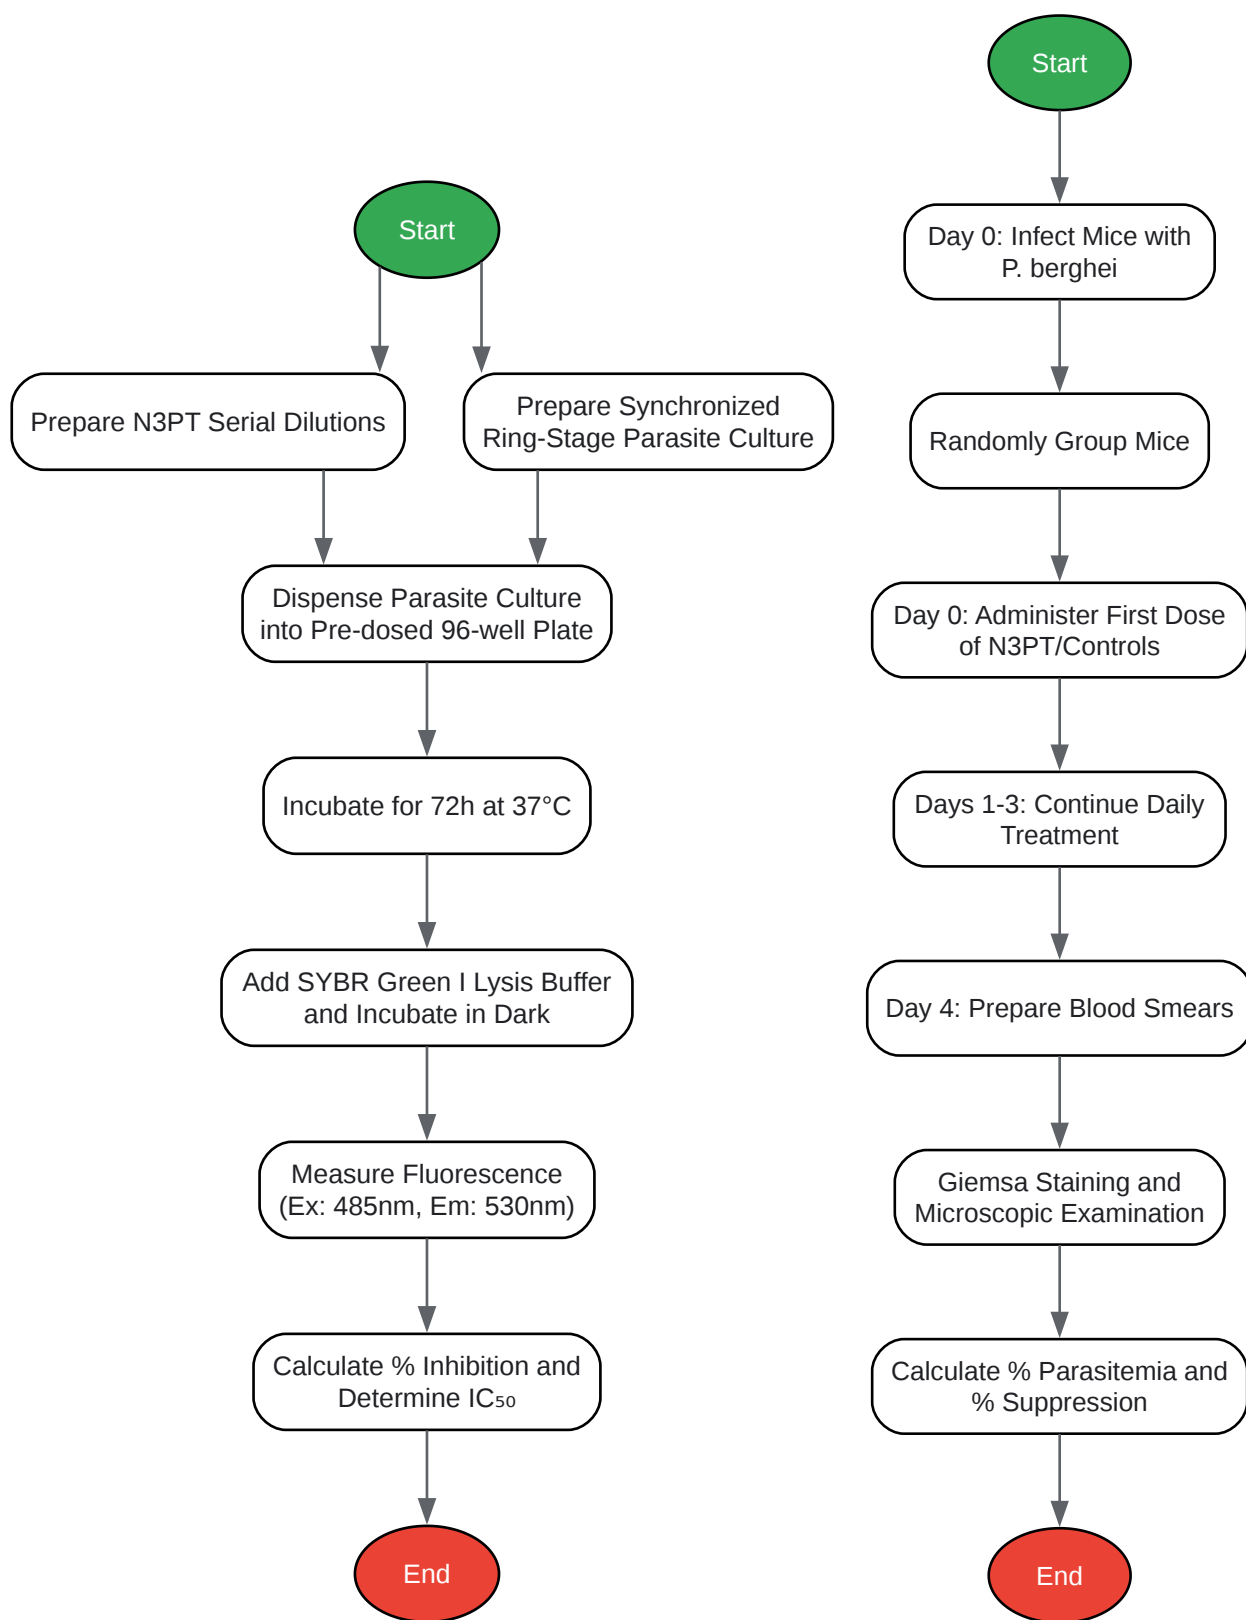 Start
Prepare N3PT Serial Dilutions
Prepare Synchronized
Ring-Stage Parasite Culture
Dispense Parasite Culture
into Pre-dosed 96-well Plate
Incubate for 72h at 37°C
Add SYBR Green I Lysis Buffer
and Incubate in Dark
Measure Fluorescence
(Ex: 485nm, Em: 530nm)
Calculate % Inhibition and
Determine IC₅₀
End
Start
Day 0: Infect Mice with
P. berghei
Randomly Group Mice
Day 0: Administer First Dose
of N3PT/Controls
Days 1-3: Continue Daily
Treatment
Day 4: Prepare Blood Smears
Giemsa Staining and
Microscopic Examination
Calculate % Parasitemia and
% Suppression
End